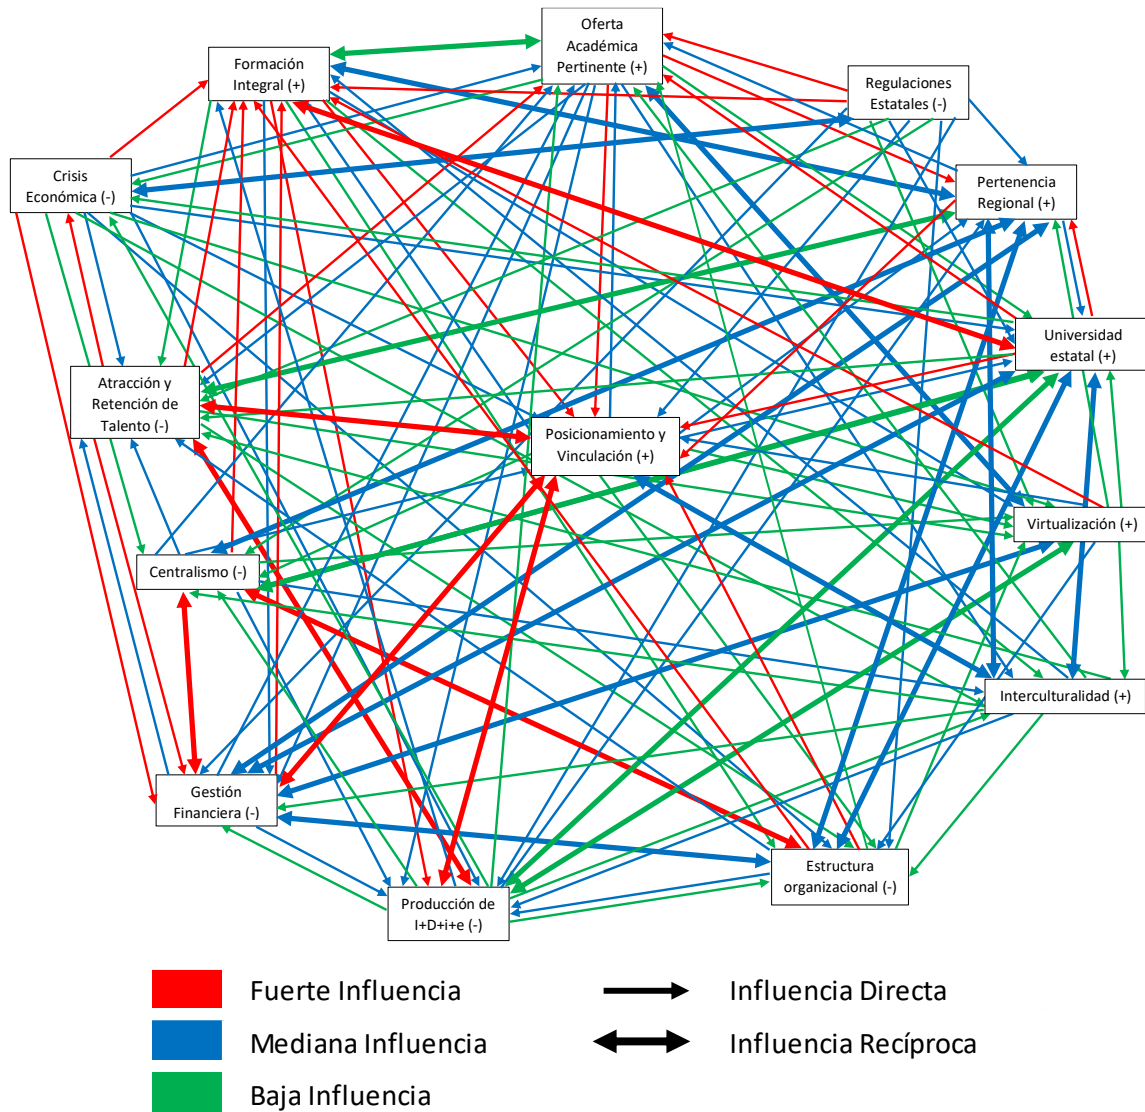 Oferta
Académica
Pertinente (+)
Formación
Integral (+)
Regulaciones
Estatales (-)
Crisis
Económica (-)
Pertenencia
Regional (+)
Universidad
estatal (+)
Atracción y
Retención de
Talento (-)
Posicionamiento y
Vinculación (+)
Virtualización (+)
Centralismo (-)
Interculturalidad (+)
Gestión
Financiera (-)
Estructura
organizacional (-)
Producción de
I+D+i+e (-)
Fuerte Influencia
Influencia Directa
Mediana Influencia
Influencia Recíproca
Baja Influencia